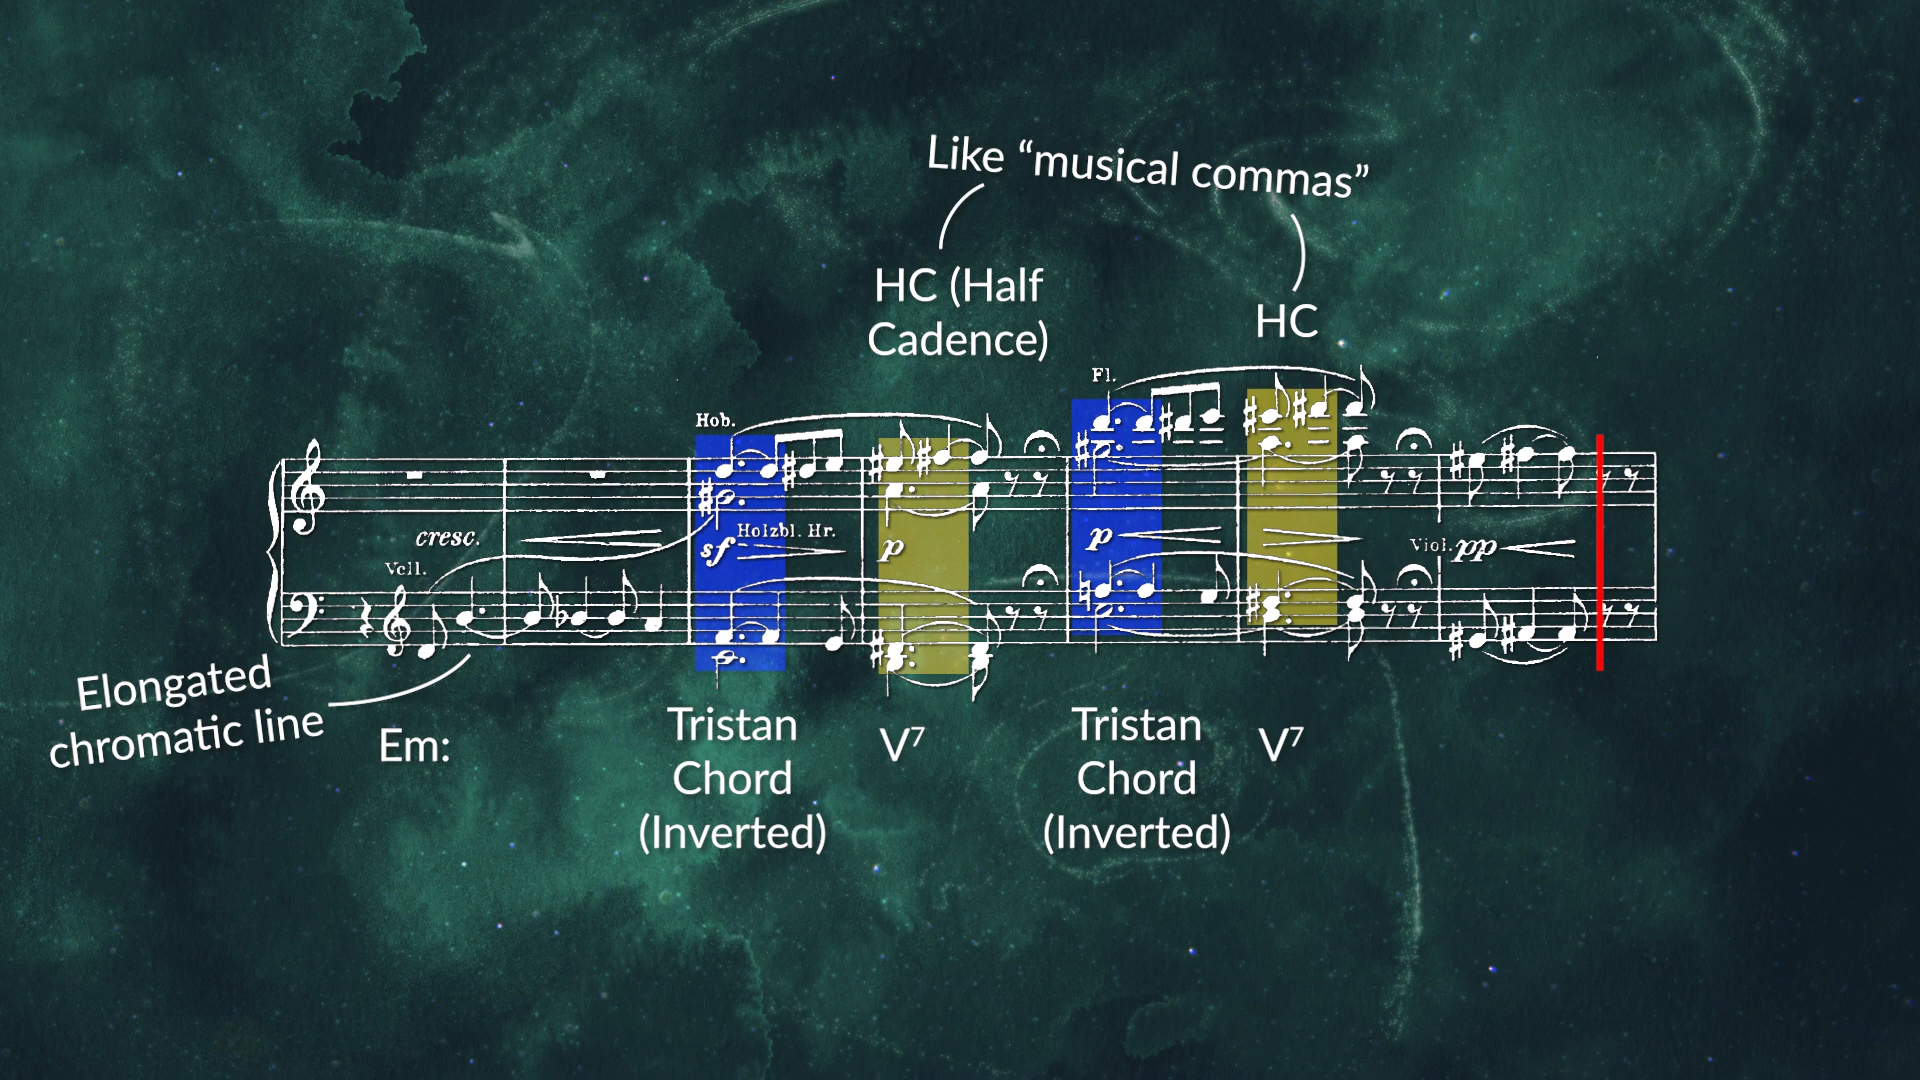 Like “musical commas”
HC (Half
Cadence)
HC
Fl.
Hob.
cresc.
Vcll.
sf
Holzbl. Hr.
p
p
Viol.
pp
Elongated
chromatic line
Em:
Tristan
Chord
(Inverted)
V⁷
Tristan
Chord
(Inverted)
V⁷